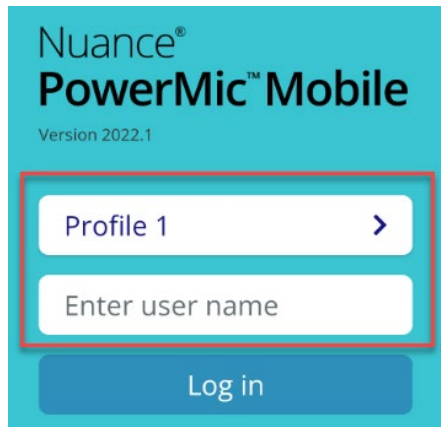 Nuance®
PowerMic™ Mobile
Version 2022.1
Profile 1
Enter user name
Log in